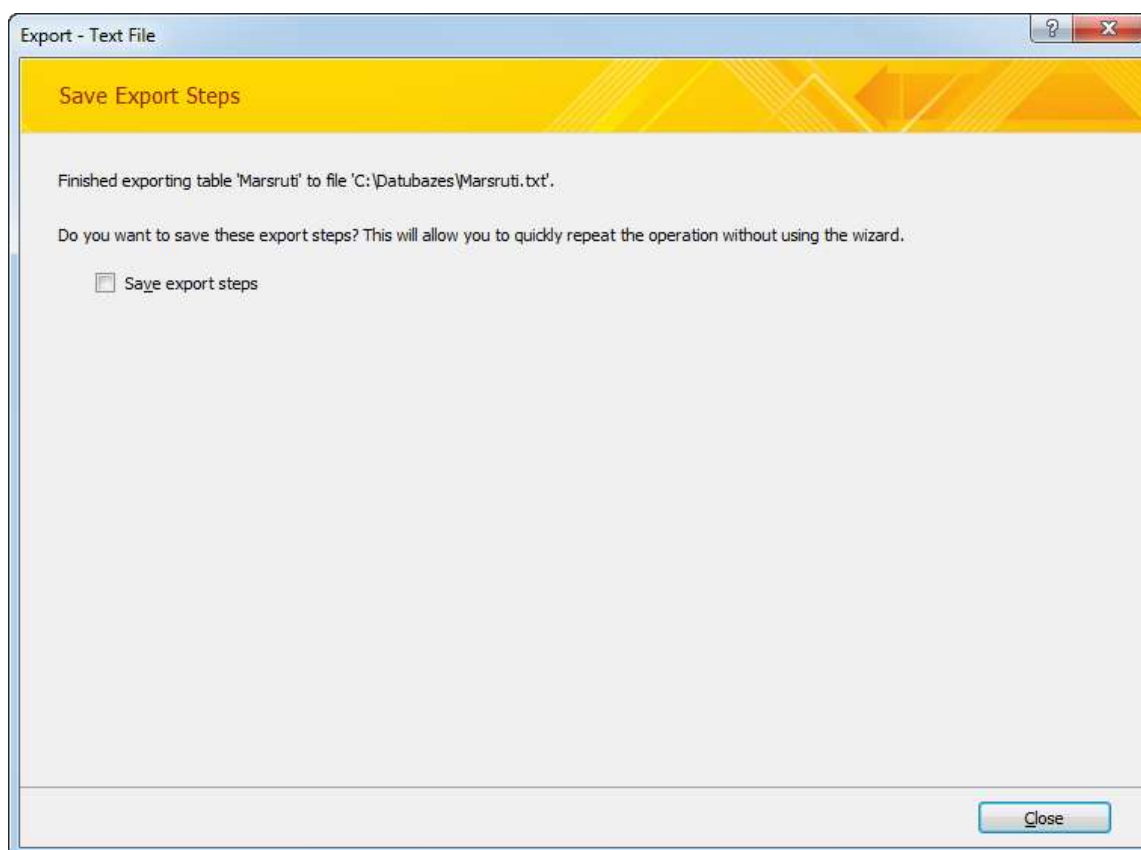 Export - Text File
Save Export Steps
Finished exporting table 'Marsruti' to file 'C:\Datubazes\Marsruti.txt'.
Do you want to save these export steps? This will allow you to quickly repeat the operation without using the wizard.
Save export steps
Close